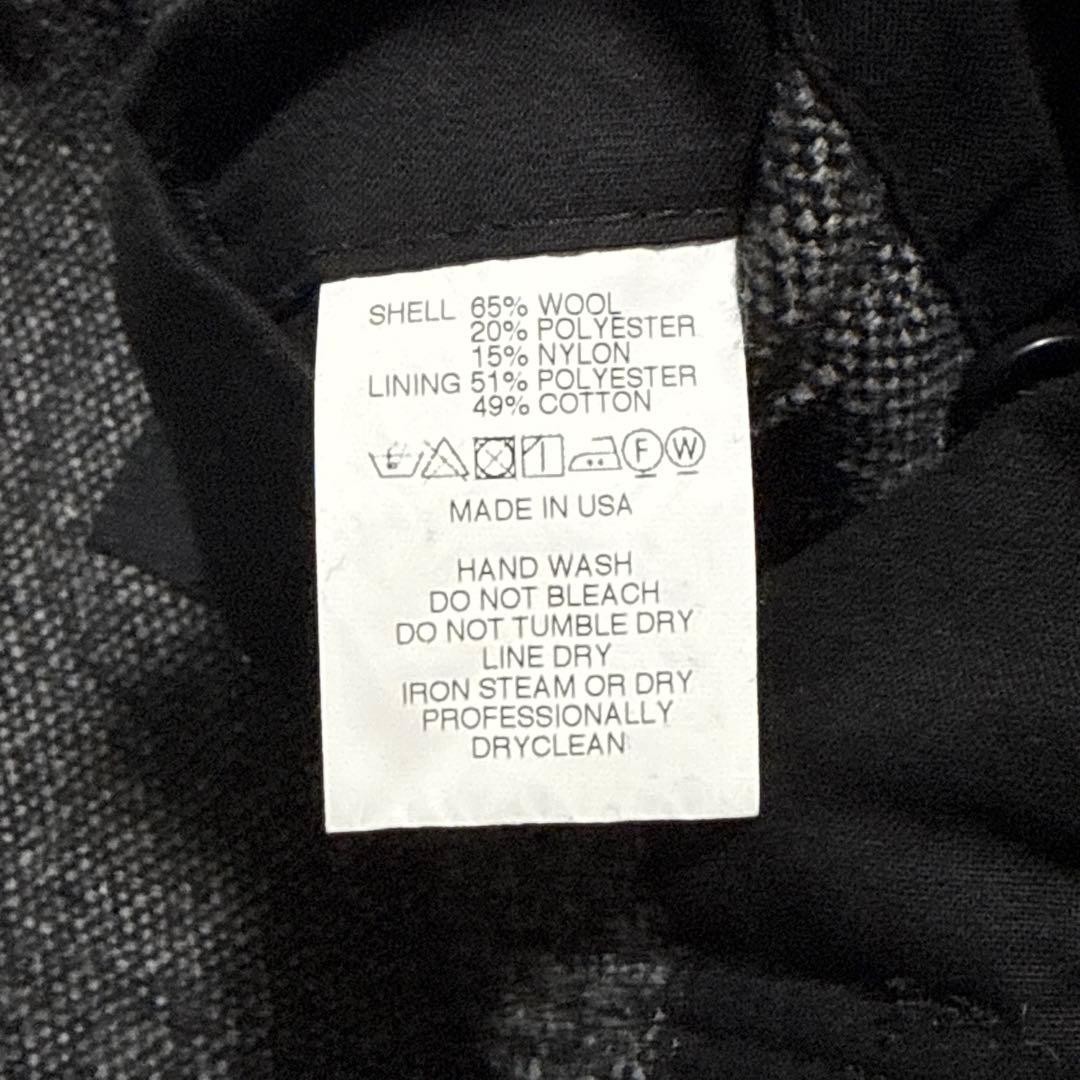 SHELL 65% WOOL
20% POLYESTER
15% NYLON
LINING 51% POLYESTER
49% COTTON
F W
MADE IN USA
HAND WASH
DO NOT BLEACH
DO NOT TUMBLE DRY
LINE DRY
IRON STEAM OR DRY
PROFESSIONALLY
DRYCLEAN